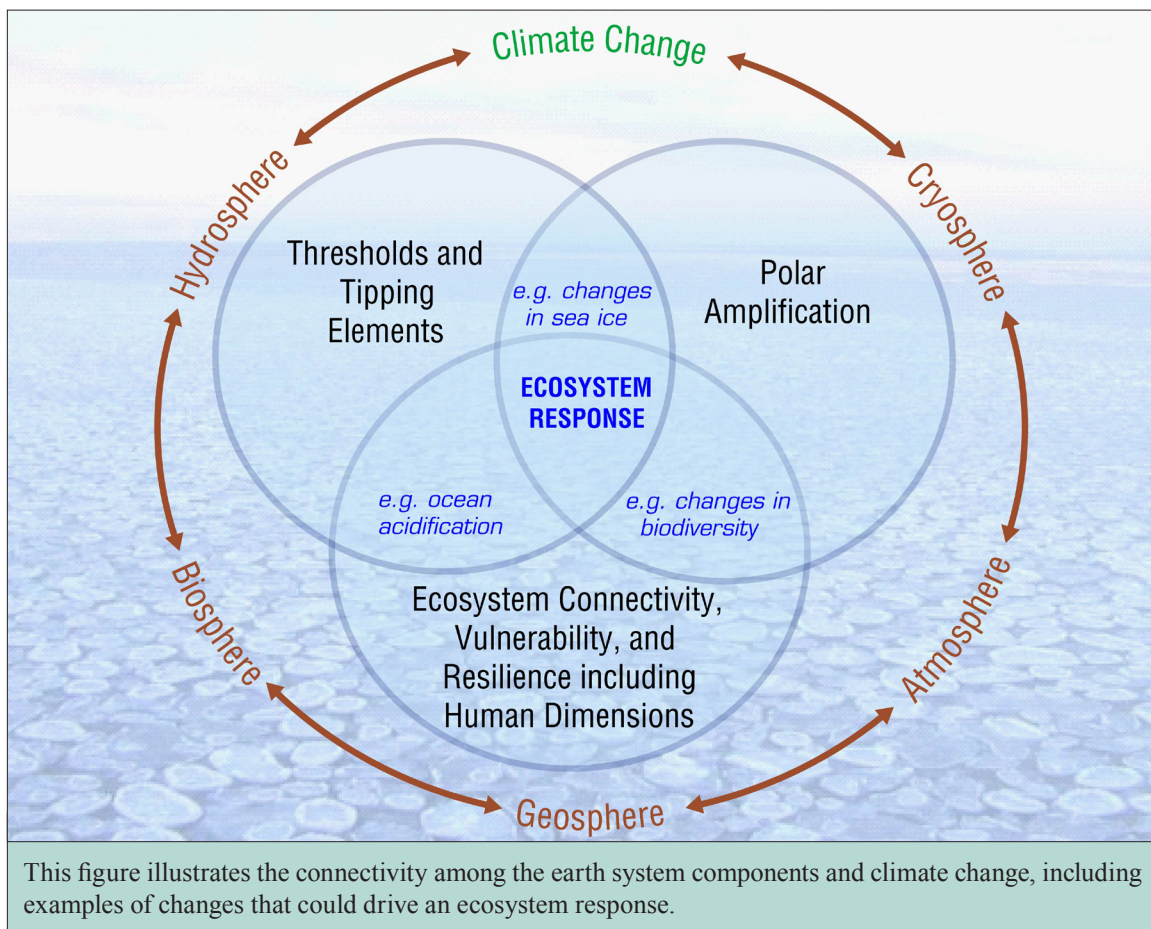 Climate Change
Hydrosphere
Cryosphere
Thresholds and
Tipping
Elements
Polar
Amplification
e.g. changes
in sea ice
ECOSYSTEM
RESPONSE
e.g. ocean
acidification
e.g. changes in
biodiversity
Biosphere
Atmosphere
Ecosystem Connectivity,
Vulnerability, and
Resilience including
Human Dimensions
Geosphere
This figure illustrates the connectivity among the earth system components and climate change, including
examples of changes that could drive an ecosystem response.